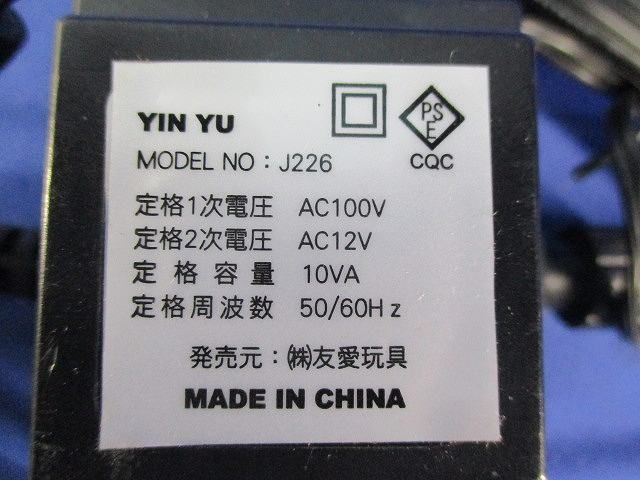 YIN YU
PSE
MODEL NO : J226
CQC
定格1次電圧 AC100V
定格2次電圧 AC12V
定格容量 10VA
定格周波数 50/60Hz
発売元 : ㈱友愛玩具
MADE IN CHINA